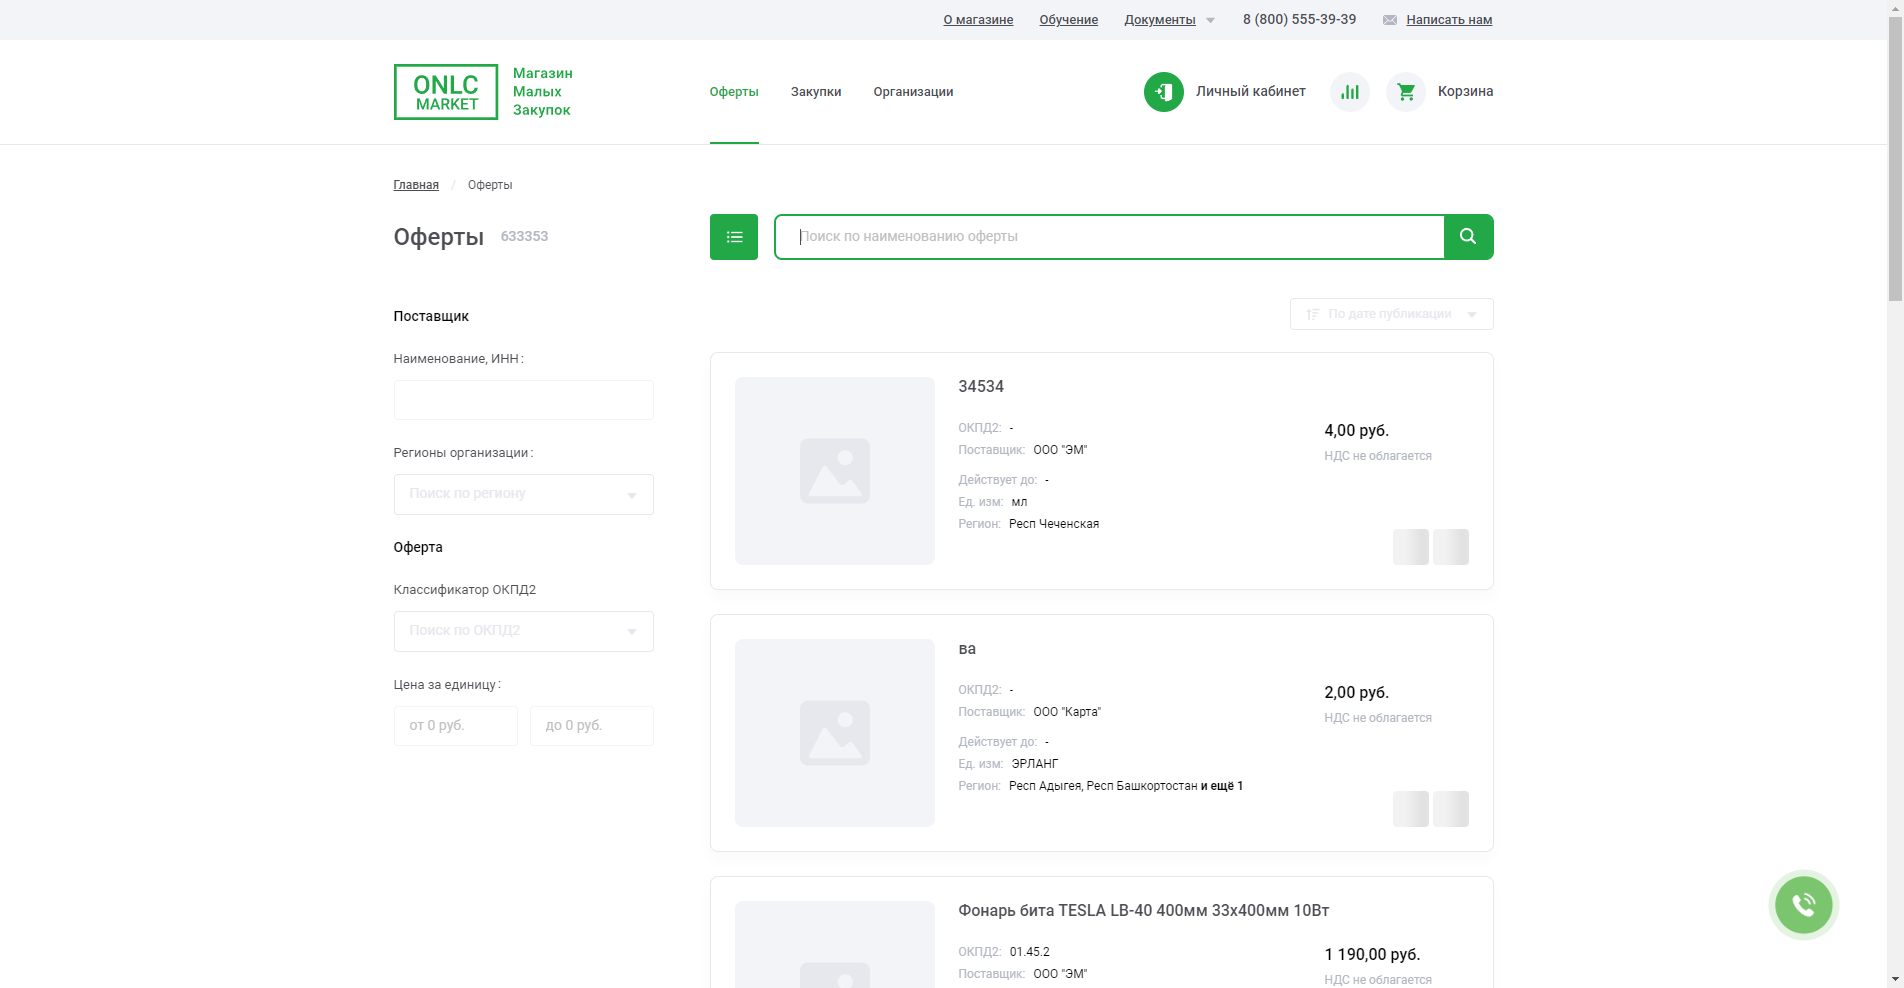 О магазине
Обучение
Документы
8 (800) 555-39-39
Написать нам
ONLC
MARKET
Магазин
Малых
Закупок
Оферты
Закупки
Организации
Личный кабинет
Корзина
Главная / Оферты
Оферты 633353
Поиск по наименованию оферты
По дате публикации
Поставщик
Наименование, ИНН:
Регионы организации:
Поиск по региону
Оферта
Классификатор ОКПД2
Поиск по ОКПД2
Цена за единицу:
от 0 руб.
до 0 руб.
34534
ОКПД2: -
Поставщик: ООО "ЭМ"
Действует до: -
Ед. изм: мл
Регион: Респ Чеченская
4,00 руб.
НДС не облагается
ва
ОКПД2: -
Поставщик: ООО "Карта"
Действует до: -
Ед. изм: ЭРЛАНГ
Регион: Респ Адыгея, Респ Башкортостан и ещё 1
2,00 руб.
НДС не облагается
Фонарь бита TESLA LB-40 400мм 33х400мм 10Вт
ОКПД2: 01.45.2
Поставщик: ООО "ЭМ"
1 190,00 руб.
НДС не облагается